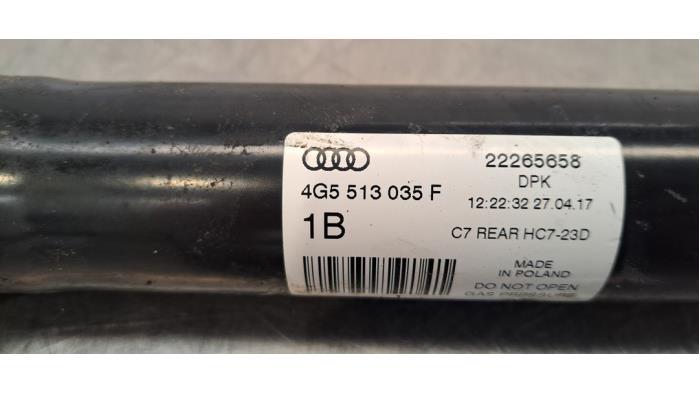 4G5 513 035 F
1B
22265658
DPK
12:22:32 27.04.17
C7 REAR HC7-23D
MADE
IN POLAND
DO NOT OPEN
GAS PRESSURE